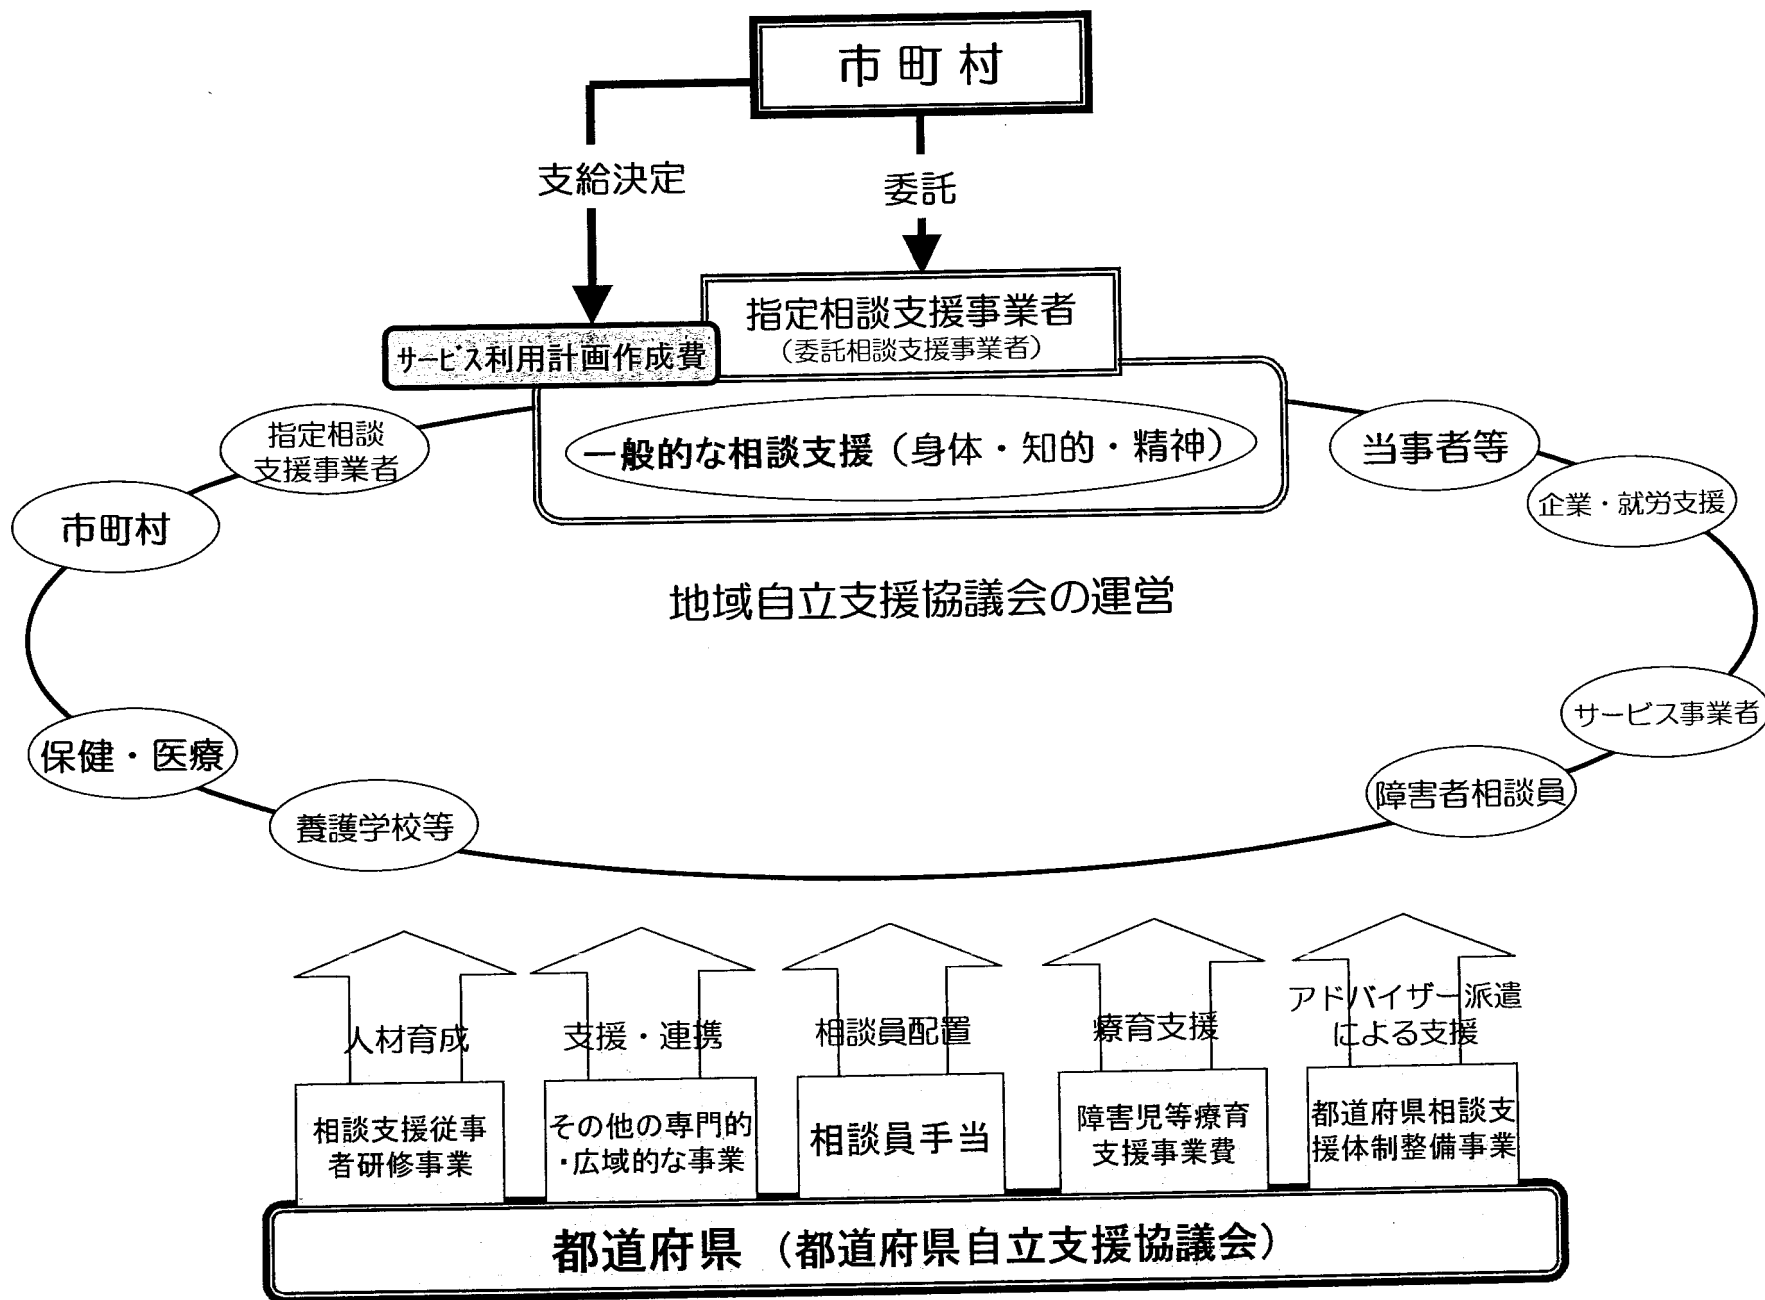 市町村
支給決定
委託
指定相談支援事業者
（委託相談支援事業者）
サービス利用計画作成費
一般的な相談支援（身体・知的・精神）
指定相談
支援事業者
当事者等
市町村
企業・就労支援
地域自立支援協議会の運営
サービス事業者
保健・医療
障害者相談員
養護学校等
人材育成
支援・連携
相談員配置
療育支援
アドバイザー派遣
による支援
相談支援従事
者研修事業
その他の専門的
・広域的な事業
相談員手当
障害児等療育
支援事業費
都道府県相談支
援体制整備事業
都道府県（都道府県自立支援協議会）